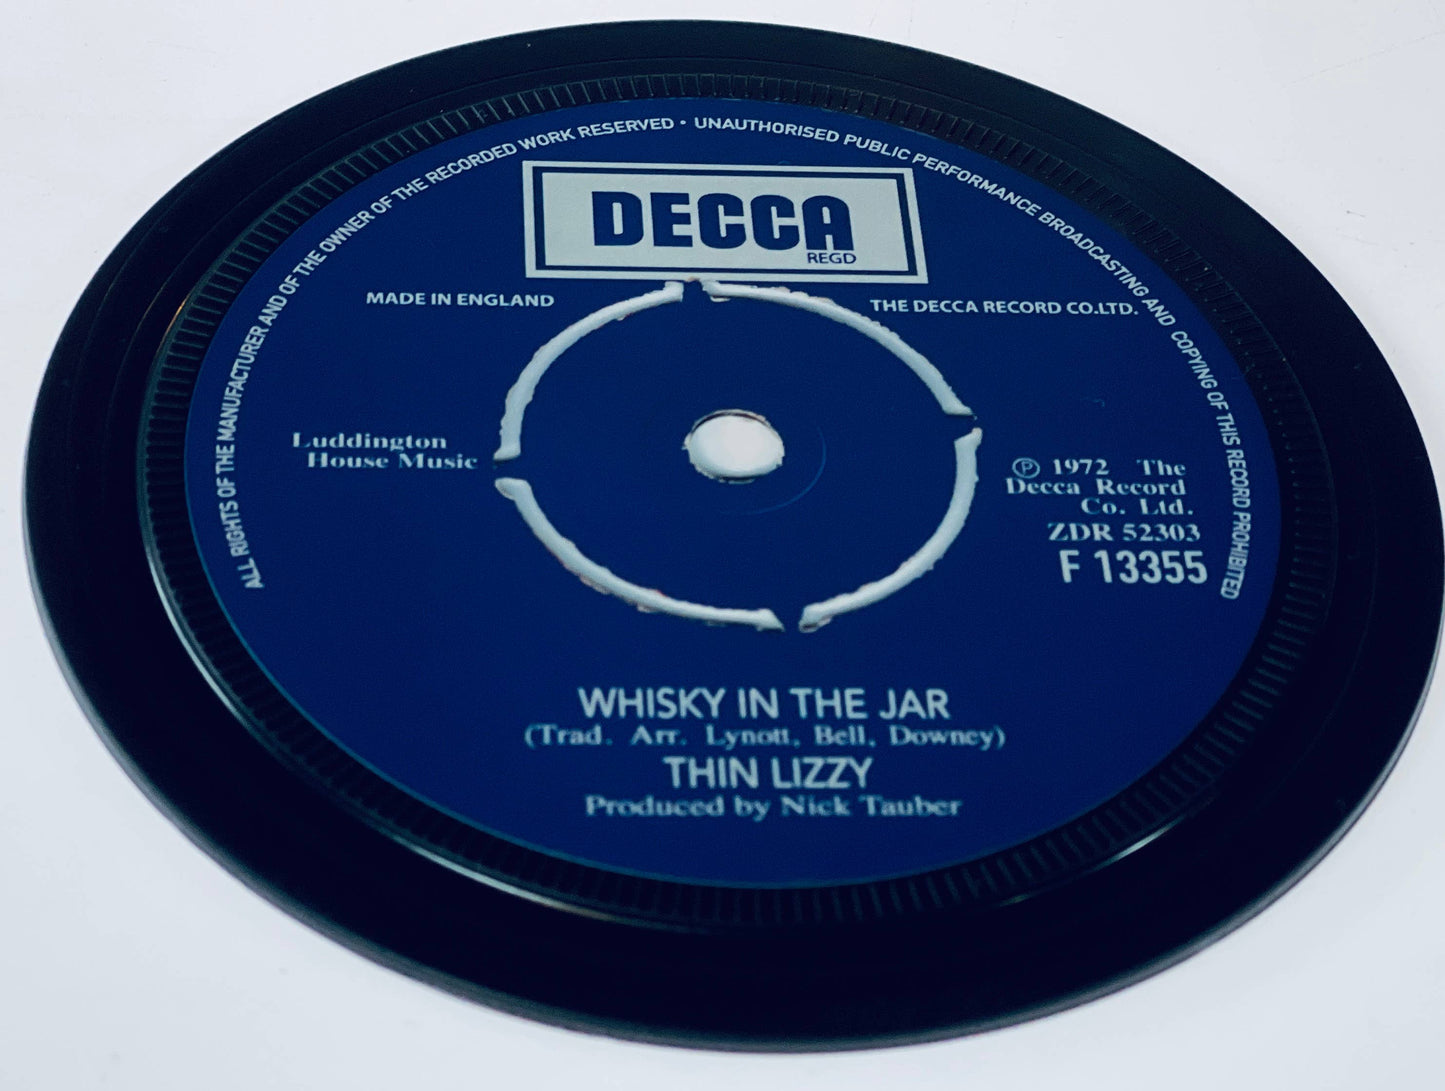 ALL RIGHTS OF THE MANUFACTURER AND OF THE OWNER OF THE RECORDED WORK RESERVED • UNAUTHORISED PUBLIC PERFORMANCE BROADCASTING AND COPYING OF THIS RECORD PROHIBITED
DECCA
REGD
MADE IN ENGLAND
THE DECCA RECORD CO.LTD.
Luddington
House Music
℗ 1972 The
Decca Record
Co. Ltd.
ZDR 52303
F 13355
WHISKY IN THE JAR
(Trad. Arr. Lynott, Bell, Downey)
THIN LIZZY
Produced by Nick Tauber